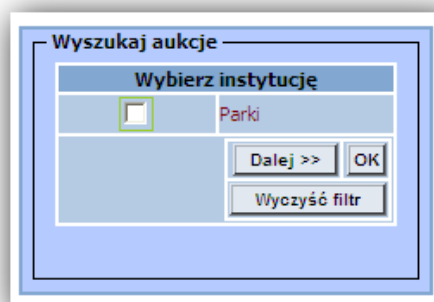 Wyszukaj aukcje
Wybierz instytucję
Parki
Dalej >> OK
Wyczyść filtr